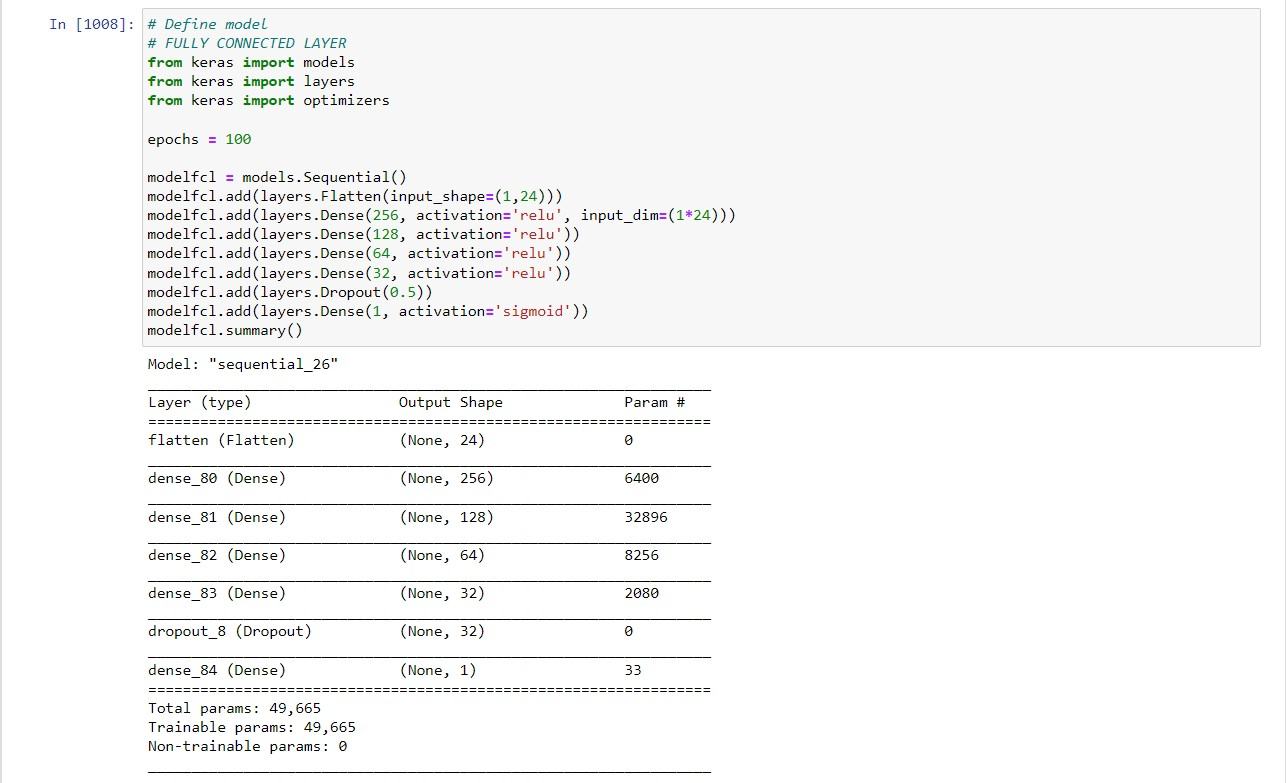 In [1008]: # Define model
# FULLY CONNECTED LAYER
from keras import models
from keras import layers
from keras import optimizers
epochs = 100
modelfcl = models.Sequential()
modelfcl.add(layers.Flatten(input_shape=(1,24)))
modelfcl.add(layers.Dense(256, activation='relu', input_dim=(1*24)))
modelfcl.add(layers.Dense(128, activation='relu'))
modelfcl.add(layers.Dense(64, activation='relu'))
modelfcl.add(layers.Dense(32, activation='relu'))
modelfcl.add(layers.Dropout(0.5))
modelfcl.add(layers.Dense(1, activation='sigmoid'))
modelfcl.summary()
Model: "sequential_26"
_________________________________________________________________
Layer (type)                 Output Shape              Param #
=================================================================
flatten (Flatten)            (None, 24)                0
_________________________________________________________________
dense_80 (Dense)             (None, 256)               6400
_________________________________________________________________
dense_81 (Dense)             (None, 128)               32896
_________________________________________________________________
dense_82 (Dense)             (None, 64)                8256
_________________________________________________________________
dense_83 (Dense)             (None, 32)                2080
_________________________________________________________________
dropout_8 (Dropout)          (None, 32)                0
_________________________________________________________________
dense_84 (Dense)             (None, 1)                 33
=================================================================
Total params: 49,665
Trainable params: 49,665
Non-trainable params: 0
_________________________________________________________________